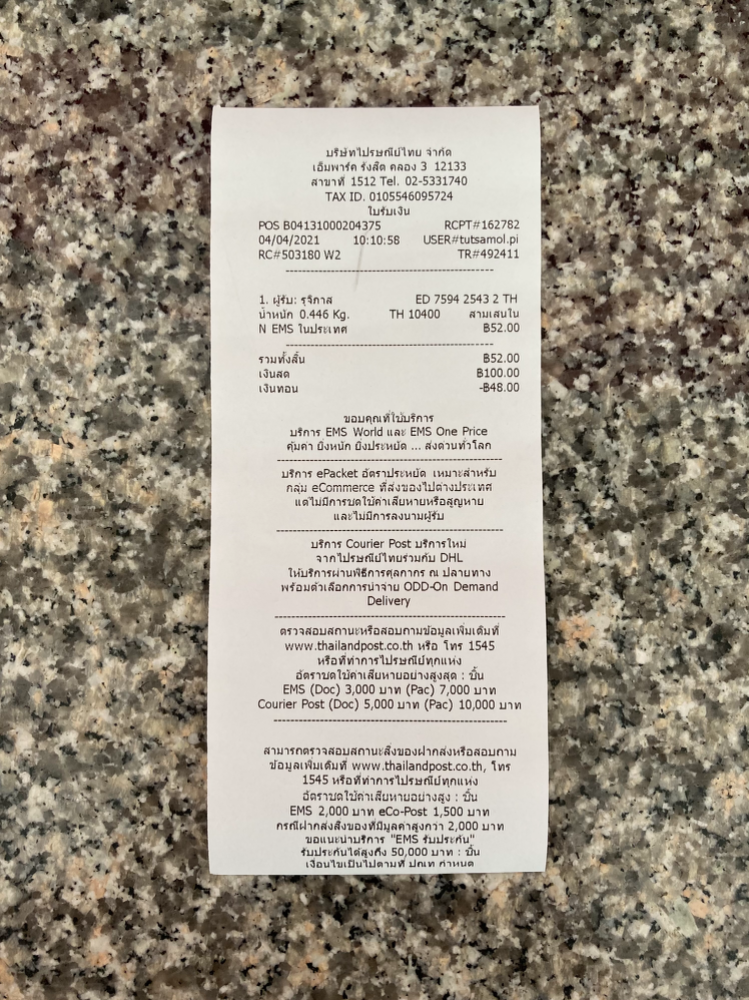 บริษัทไปรษณีย์ไทย จำกัด
เอ็มพาร์ค รังสิต คลอง 3 12133
สาขาที่ 1512 Tel. 02-5331740
TAX ID. 0105546095724
ใบรับเงิน
POS B04131000204375 RCPT#162782
04/04/2021 10:10:58 USER#tutsamol.pi
RC#503180 W2 TR#492411
1. ผู้รับ: รุจิกาส ED 7594 2543 2 TH
น้ำหนัก 0.446 Kg. TH 10400 สามเสนใน
N EMS ในประเทศ ฿52.00
รวมทั้งสิ้น ฿52.00
เงินสด ฿100.00
เงินทอน -฿48.00
ขอบคุณที่ใช้บริการ
บริการ EMS World และ EMS One Price
คุ้มค่า ยิ่งหนัก ยิ่งประหยัด ... ส่งด่วนทั่วโลก
บริการ ePacket อัตราประหยัด เหมาะสำหรับ
กลุ่ม eCommerce ที่ส่งของไปต่างประเทศ
แต่ไม่มีการชดใช้ค่าเสียหายหรือสูญหาย
และไม่มีการลงนามผู้รับ
บริการ Courier Post บริการใหม่
จากไปรษณีย์ไทยร่วมกับ DHL
ให้บริการผ่านพิธีการศุลกากร ณ ปลายทาง
พร้อมตัวเลือกการนำจ่าย ODD-On Demand
Delivery
ตรวจสอบสถานะหรือสอบถามข้อมูลเพิ่มเติมที่
www.thailandpost.co.th หรือ โทร 1545
หรือที่ทำการไปรษณีย์ทุกแห่ง
อัตราชดใช้ค่าเสียหายอย่างสูงสุด : ชิ้น
EMS (Doc) 3,000 บาท (Pac) 7,000 บาท
Courier Post (Doc) 5,000 บาท (Pac) 10,000 บาท
สามารถตรวจสอบสถานะสิ่งของฝากส่งหรือสอบถาม
ข้อมูลเพิ่มเติมที่ www.thailandpost.co.th, โทร
1545 หรือที่ทำการไปรษณีย์ทุกแห่ง
อัตราชดใช้ค่าเสียหายอย่างสูง : ชิ้น
EMS 2,000 บาท eCo-Post 1,500 บาท
กรณีฝากส่งสิ่งของที่มีมูลค่าสูงกว่า 2,000 บาท
ขอแนะนำบริการ "EMS รับประกัน"
รับประกันได้สูงถึง 50,000 บาท : ชิ้น
เงื่อนไขเป็นไปตามที่ ปณท กำหนด